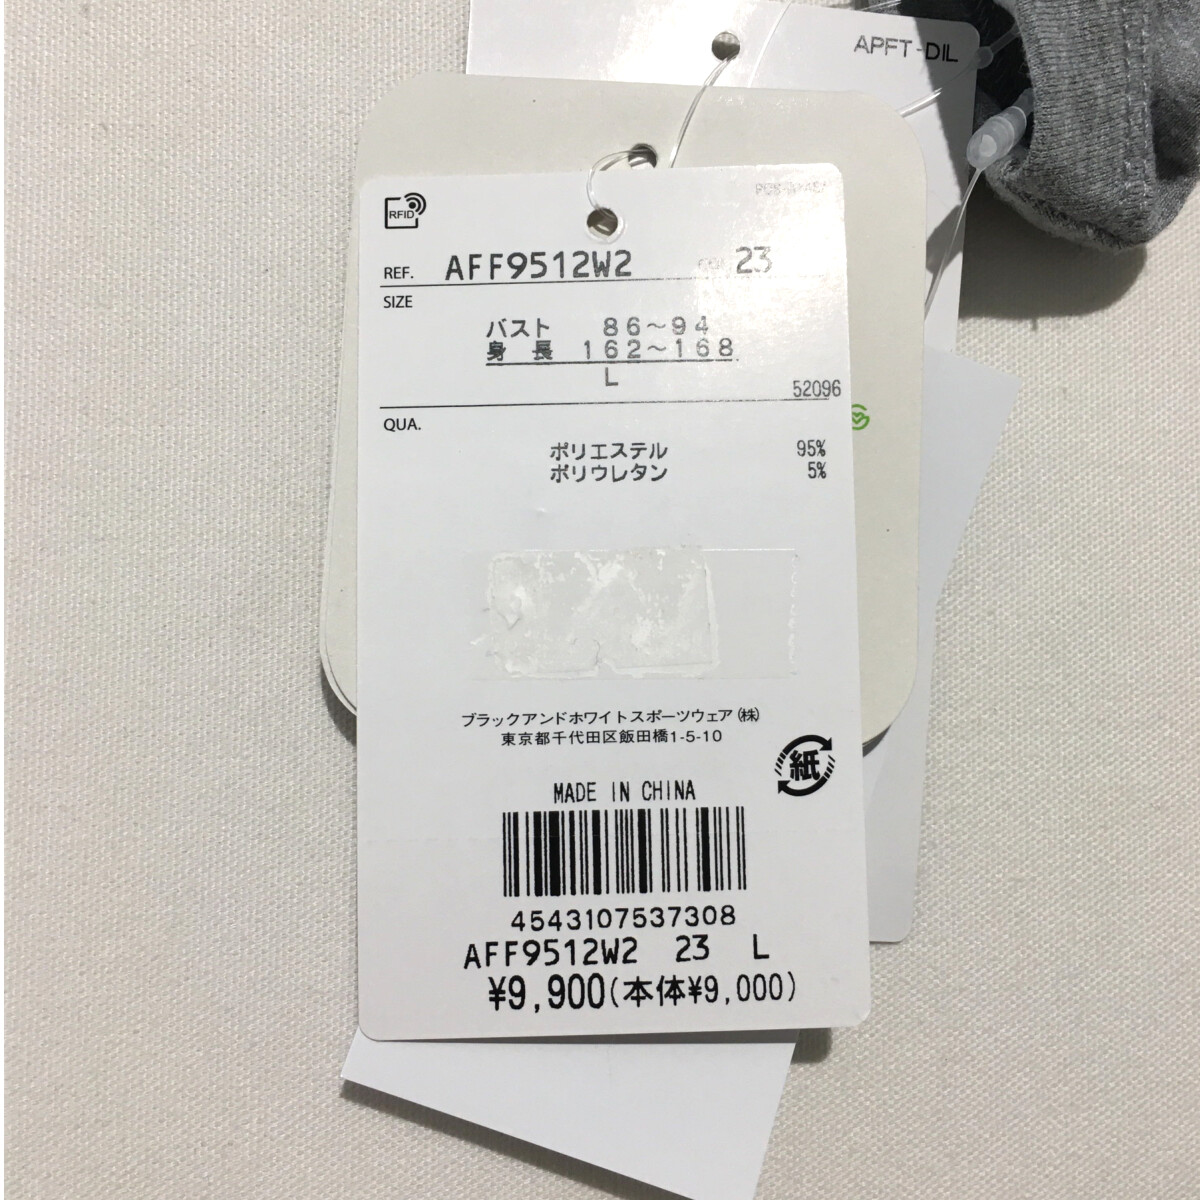 APFT-DIL
RFID
REF. AFF9512W2 23
SIZE
バスト 86～94
身長 162～168
L
52096
QUA.
ポリエステル 95%
ポリウレタン 5%
ブラックアンドホワイトスポーツウェア(株)
東京都千代田区飯田橋1-5-10
紙
MADE IN CHINA
4543107537308
AFF9512W2 23 L
¥9,900(本体¥9,000)